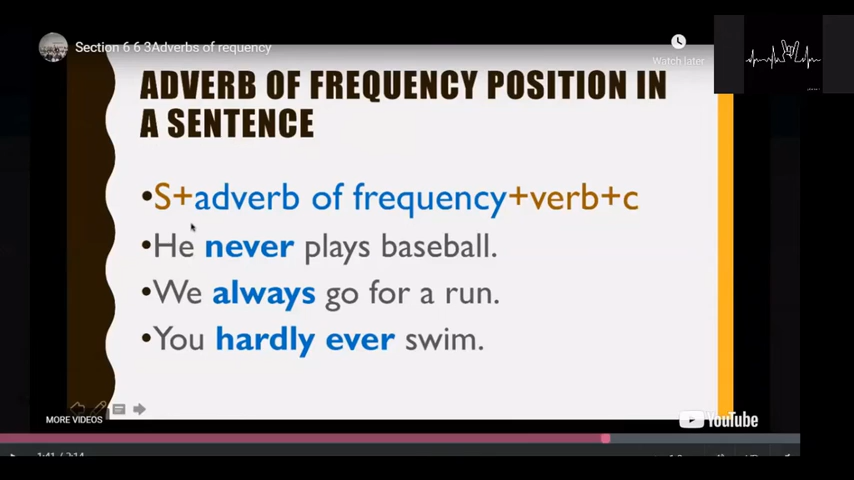 Section 6 6 3Adverbs of requency
Watch later
ADVERB OF FREQUENCY POSITION IN
A SENTENCE
•S+adverb of frequency+verb+c
•He never plays baseball.
•We always go for a run.
•You hardly ever swim.
MORE VIDEOS
YouTube